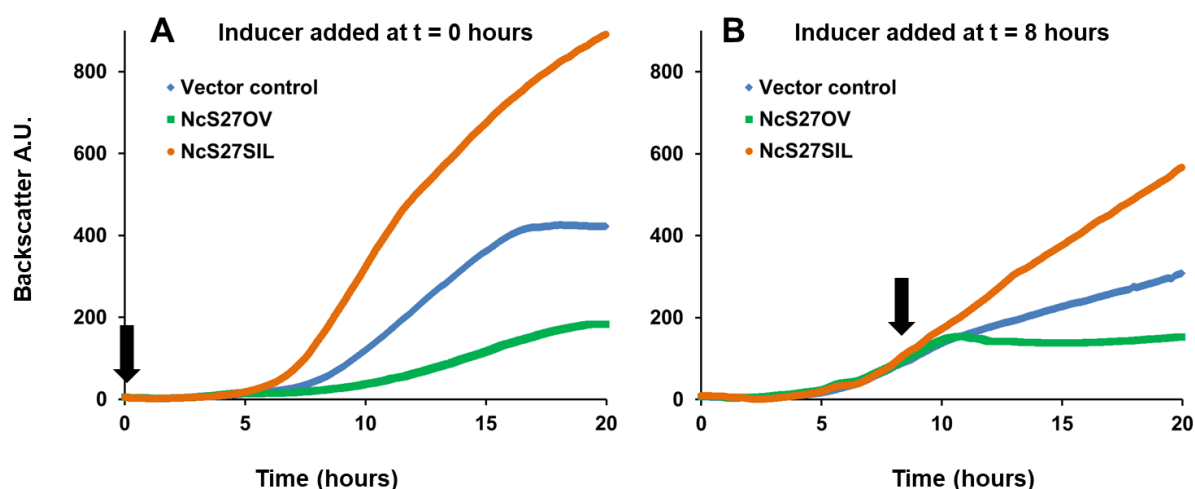 A Inducer added at t = 0 hours
800
600
400
200
0
Backscatter A.U.
Vector control
NcS27OV
NcS27SIL
0 5 10 15 20
Time (hours)
B Inducer added at t = 8 hours
800
600
400
200
0
Vector control
NcS27OV
NcS27SIL
0 5 10 15 20
Time (hours)